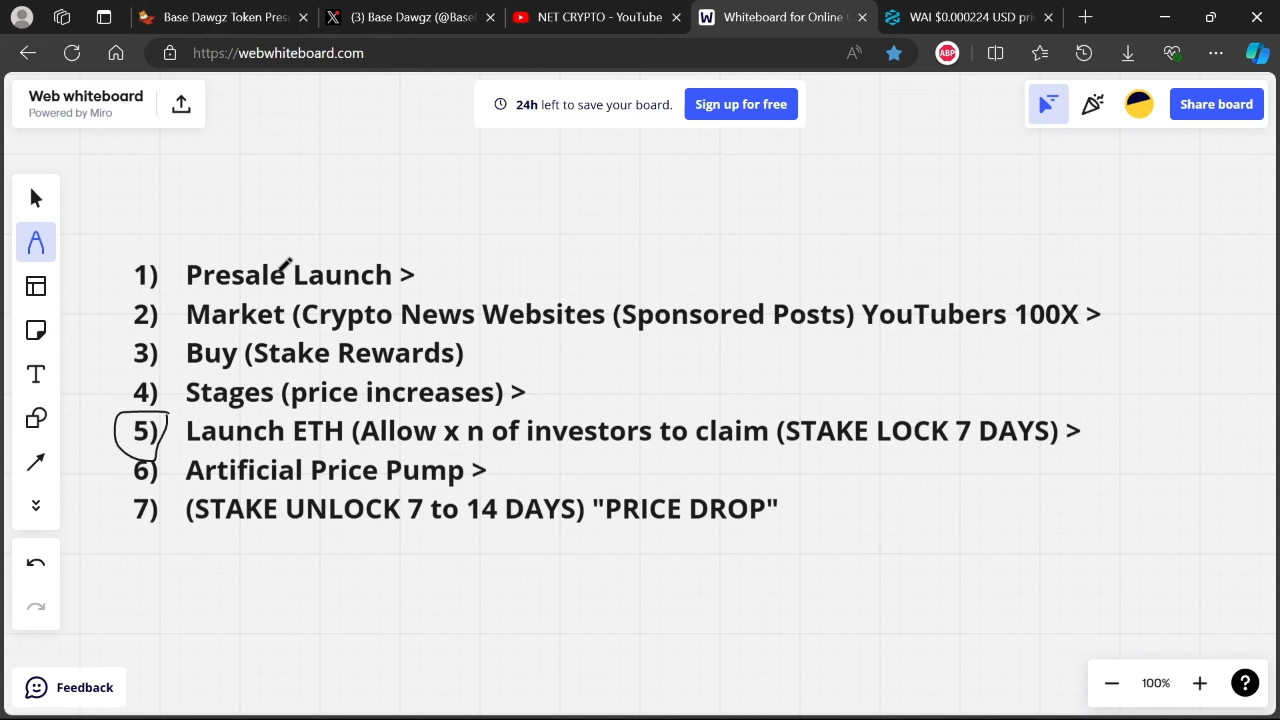 Base Dawgz Token Pres
(3) Base Dawgz (@Base
NET CRYPTO - YouTube
Whiteboard for Online
WAI $0.000224 USD pri
https://webwhiteboard.com
ABP
Web whiteboard
Powered by Miro
24h left to save your board.
Sign up for free
Share board
1) Presale Launch >
2) Market (Crypto News Websites (Sponsored Posts) YouTubers 100X >
3) Buy (Stake Rewards)
4) Stages (price increases) >
5) Launch ETH (Allow x n of investors to claim (STAKE LOCK 7 DAYS) >
6) Artificial Price Pump >
7) (STAKE UNLOCK 7 to 14 DAYS) "PRICE DROP"
Feedback
100%